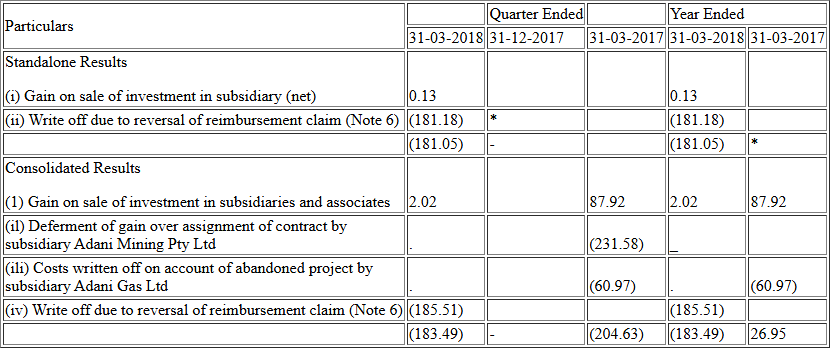 Particulars Quarter Ended Year Ended
31-03-2018 31-12-2017 31-03-2017 31-03-2018 31-03-2017
Standalone Results
(i) Gain on sale of investment in subsidiary (net) 0.13 0.13
(ii) Write off due to reversal of reimbursement claim (Note 6) (181.18) * (181.18)
(181.05) - (181.05) *
Consolidated Results
(1) Gain on sale of investment in subsidiaries and associates 2.02 87.92 2.02 87.92
(il) Deferment of gain over assignment of contract by
subsidiary Adani Mining Pty Ltd . (231.58) _
(ili) Costs written off on account of abandoned project by
subsidiary Adani Gas Ltd . (60.97) . (60.97)
(iv) Write off due to reversal of reimbursement claim (Note 6) (185.51) (185.51)
(183.49) - (204.63) (183.49) 26.95